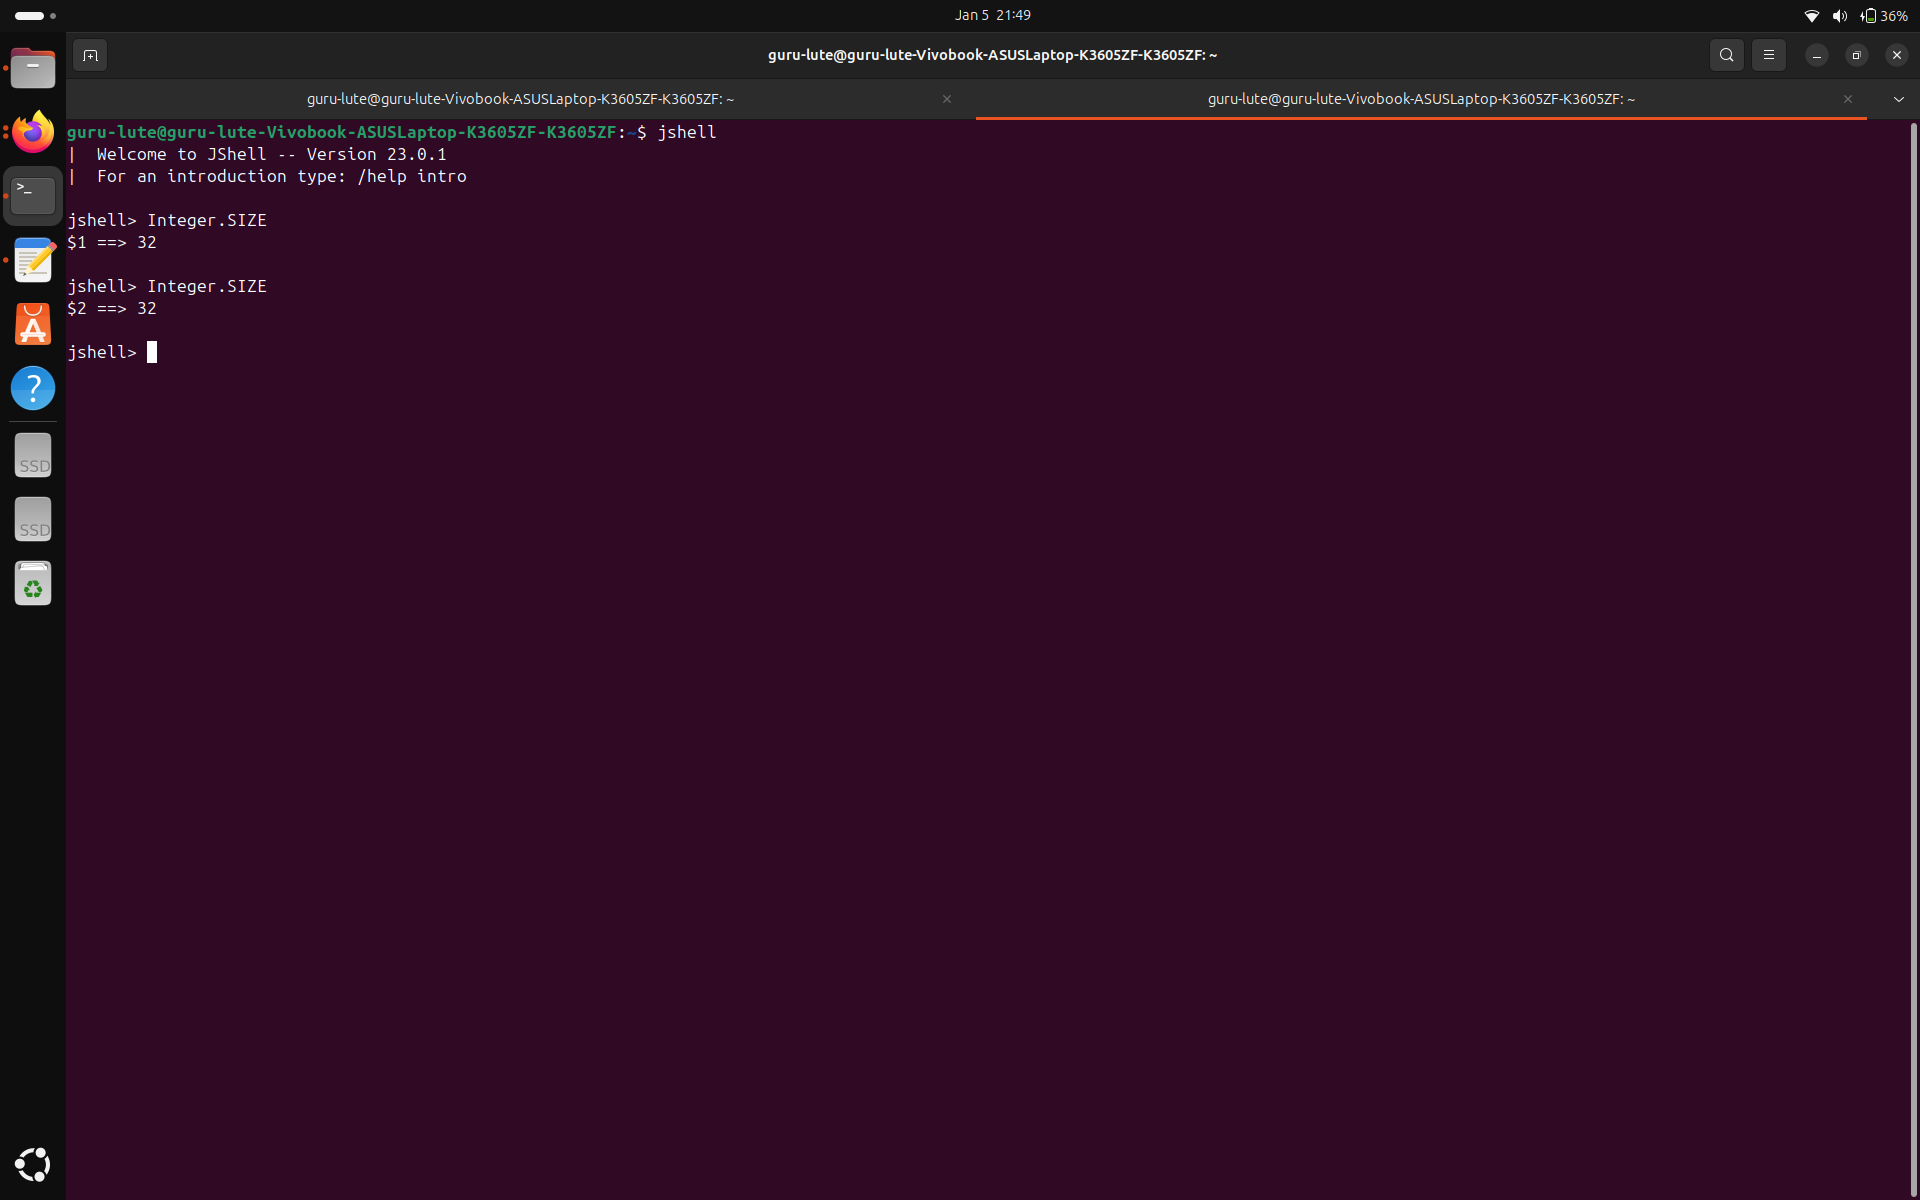 Jan 5 21:49
36%
guru-lute@guru-lute-Vivobook-ASUSLaptop-K3605ZF-K3605ZF: ~
guru-lute@guru-lute-Vivobook-ASUSLaptop-K3605ZF-K3605ZF: ~
guru-lute@guru-lute-Vivobook-ASUSLaptop-K3605ZF-K3605ZF: ~
guru-lute@guru-lute-Vivobook-ASUSLaptop-K3605ZF-K3605ZF:~$ jshell
|  Welcome to JShell -- Version 23.0.1
|  For an introduction type: /help intro
jshell> Integer.SIZE
$1 ==> 32
jshell> Integer.SIZE
$2 ==> 32
jshell>
>_
?
SSD
SSD